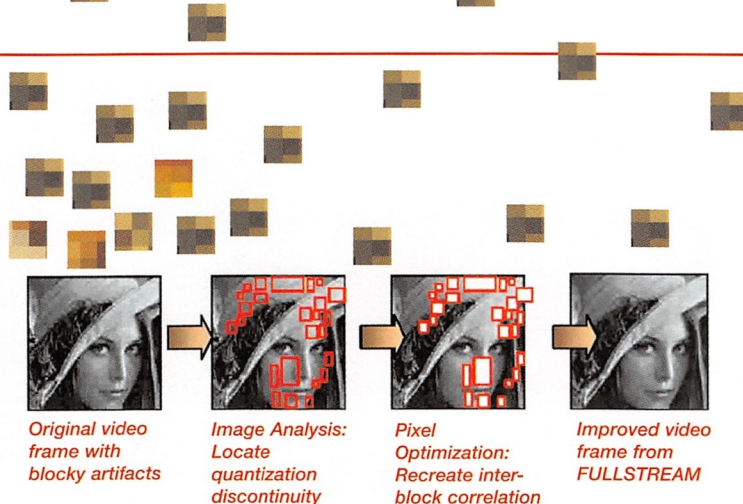 Original video
frame with
blocky artifacts
Image Analysis:
Locate
quantization
discontinuity
Pixel
Optimization:
Recreate inter-
block correlation
Improved video
frame from
FULLSTREAM